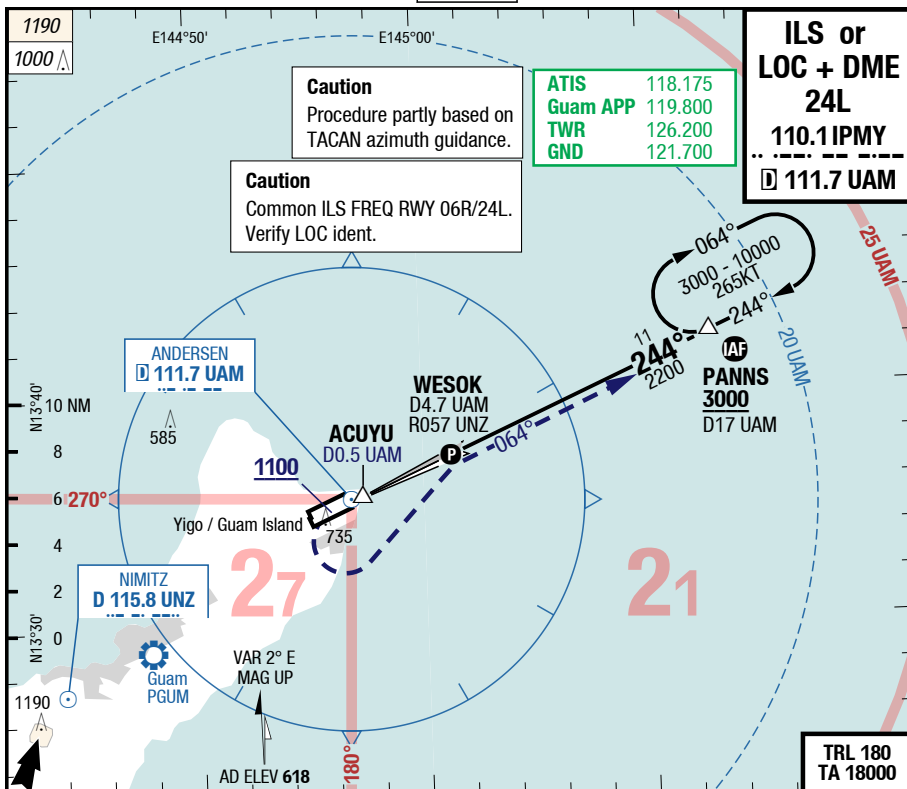 1190
1000
E144°50'
E145°00'
ILS or
LOC + DME
24L
110.1 IPMY
D 111.7 UAM
Caution
Procedure partly based on
TACAN azimuth guidance.
ATIS 118.175
Guam APP 119.800
TWR 126.200
GND 121.700
Caution
Common ILS FREQ RWY 06R/24L.
Verify LOC ident.
064°
3000 - 10000
265KT
244°
25 UAM
20 UAM
11
244°
2200
IAF
PANNS
3000
D17 UAM
ANDERSEN
D 111.7 UAM
WESOK
D4.7 UAM
R057 UNZ
P
064°
N13°40'
10 NM
585
8
ACUYU
D0.5 UAM
1100
6
270°
Yigo / Guam Island
735
4
27
21
2
NIMITZ
D 115.8 UNZ
N13°30'
0
Guam
PGUM
VAR 2° E
MAG UP
1190
180°
AD ELEV 618
TRL 180
TA 18000